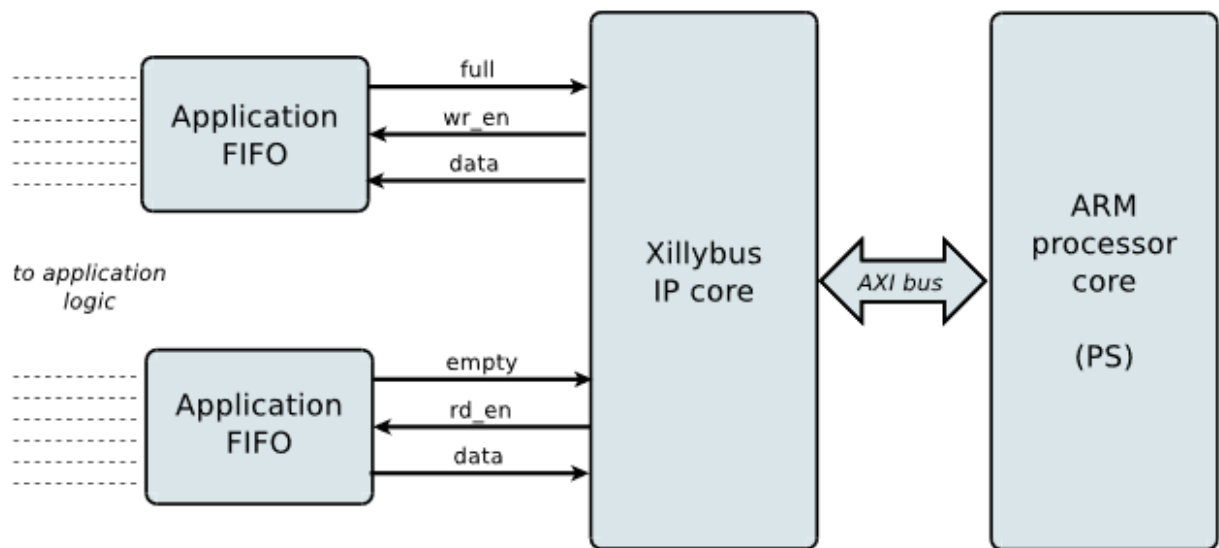 Application
FIFO
full
wr_en
data
to application
logic
Application
FIFO
empty
rd_en
data
Xillybus
IP core
AXI bus
ARM
processor
core
(PS)